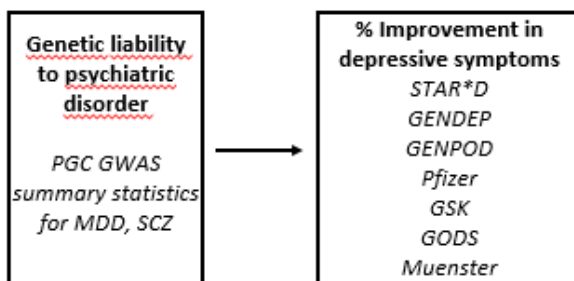 Genetic liability
to psychiatric
disorder
PGC GWAS
summary statistics
for MDD, SCZ
% Improvement in
depressive symptoms
STAR*D
GENDEP
GENPOD
Pfizer
GSK
GODS
Muenster